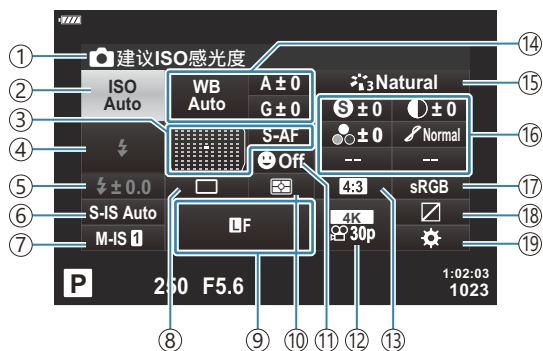 ① 建议ISO感光度
② ISO Auto
WB Auto
A±0
G±0
⑭
3 Natural ⑮
③ S-AF
S±0 ±0 ⑯
±0 Normal
-- --
④
Off
⑤ ±0.0
4:3
sRGB ⑰
⑥ S-IS Auto
LF
4K
30p
⑱
⑦ M-IS 1
⑲
P 250 F5.6
1:02:03
1023
⑧ ⑨ ⑩ ⑪ ⑫ ⑬